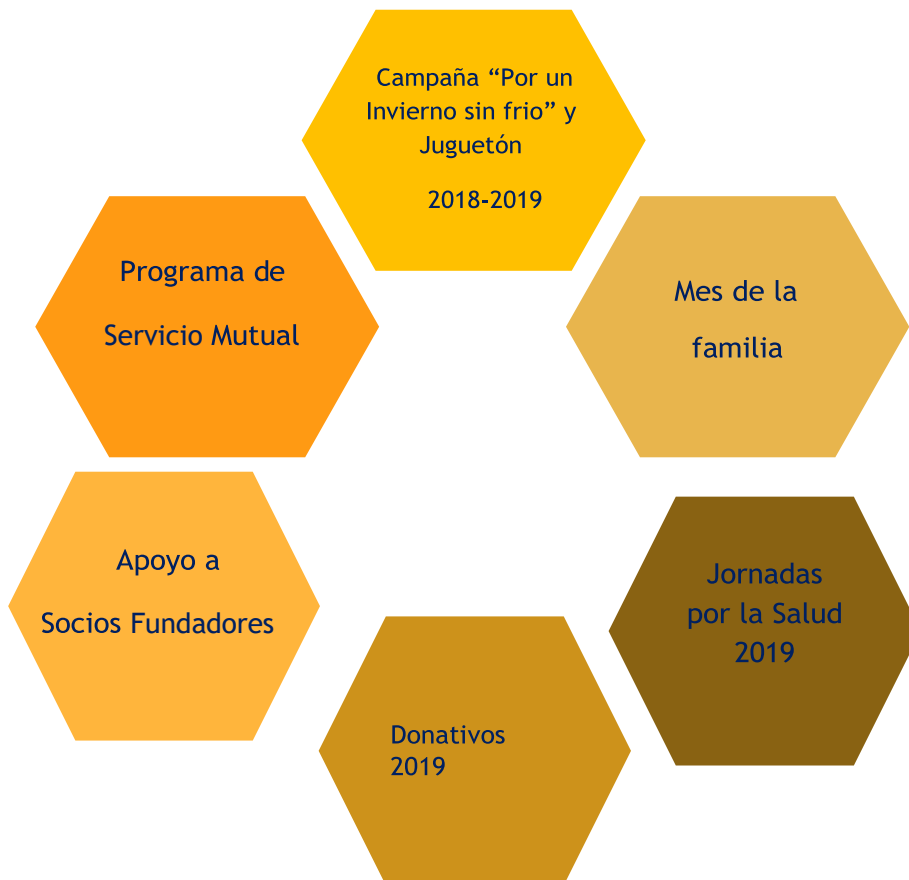 Campaña “Por un
Invierno sin frio” y
Juguetón
2018-2019
Programa de
Servicio Mutual
Mes de la
familia
Apoyo a
Socios Fundadores
Jornadas
por la Salud
2019
Donativos
2019